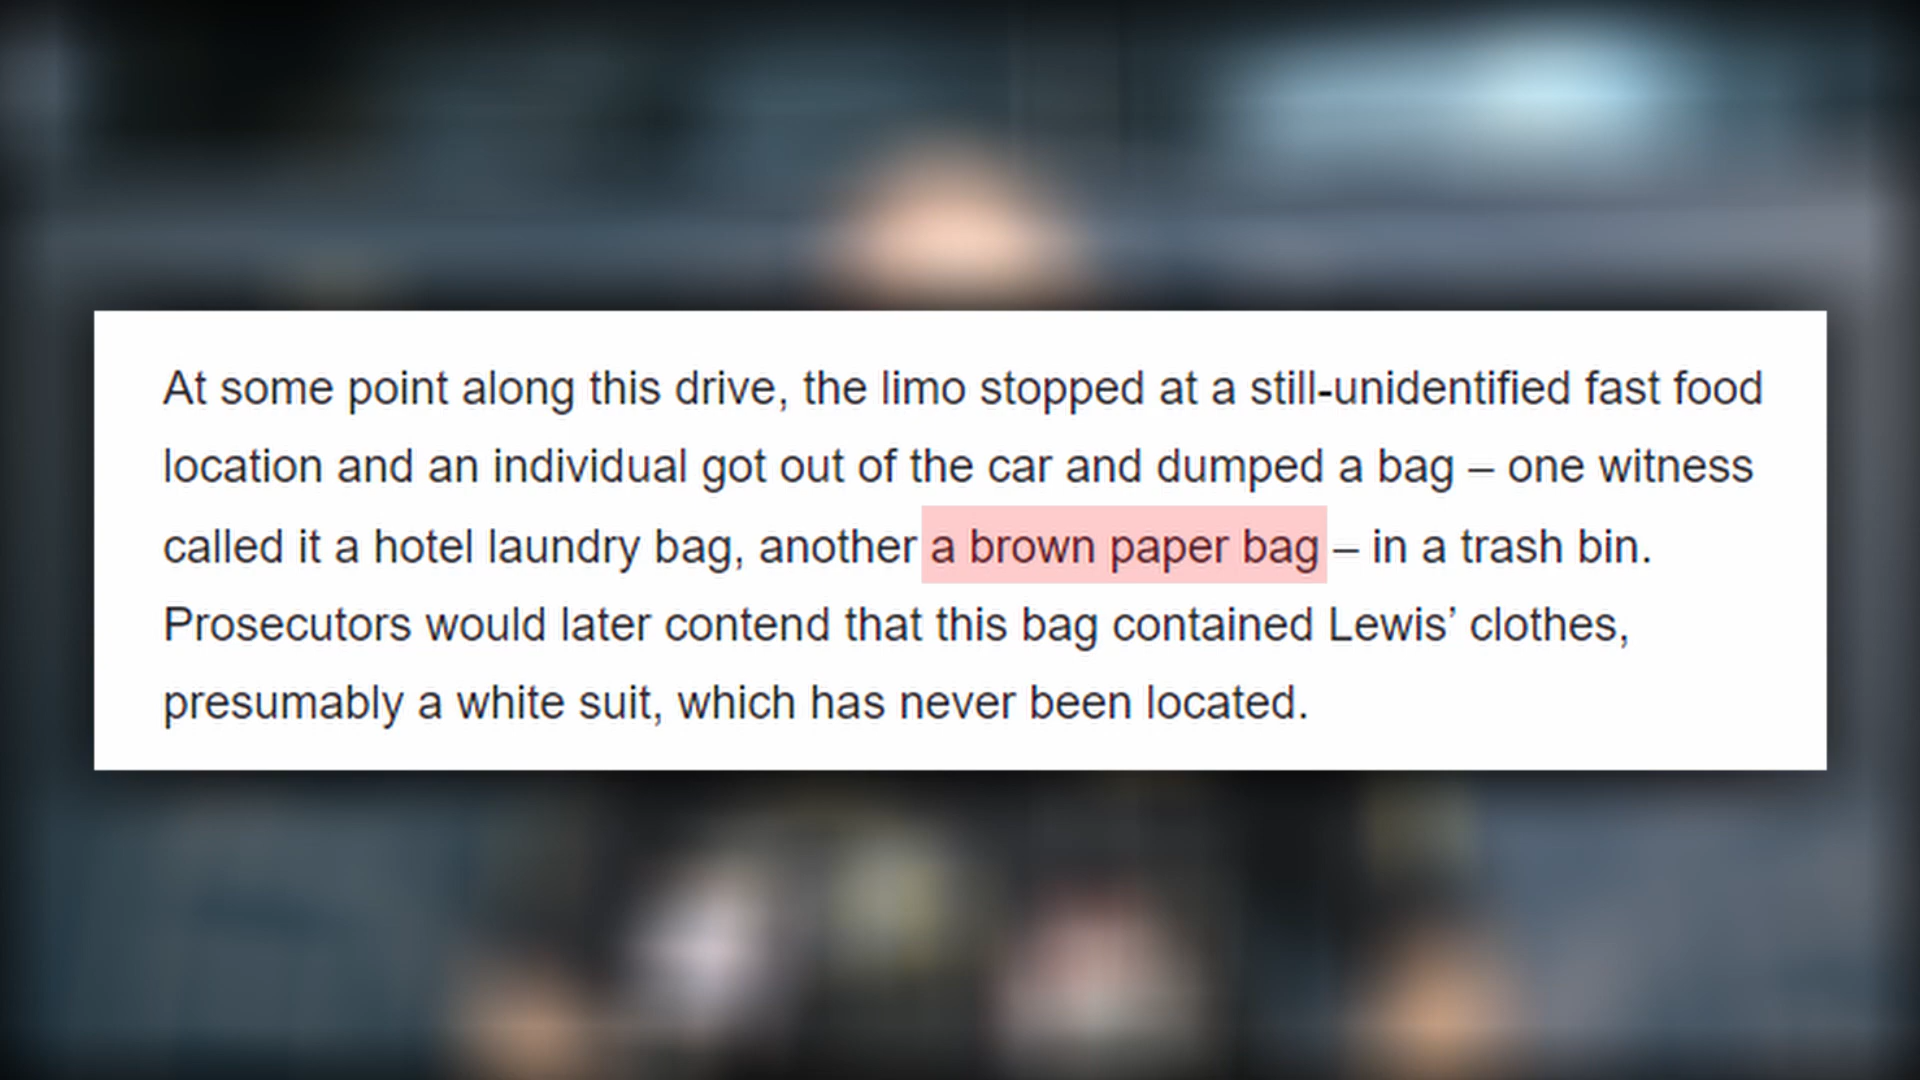 At some point along this drive, the limo stopped at a still-unidentified fast food
location and an individual got out of the car and dumped a bag – one witness
called it a hotel laundry bag, another a brown paper bag – in a trash bin.
Prosecutors would later contend that this bag contained Lewis’ clothes,
presumably a white suit, which has never been located.